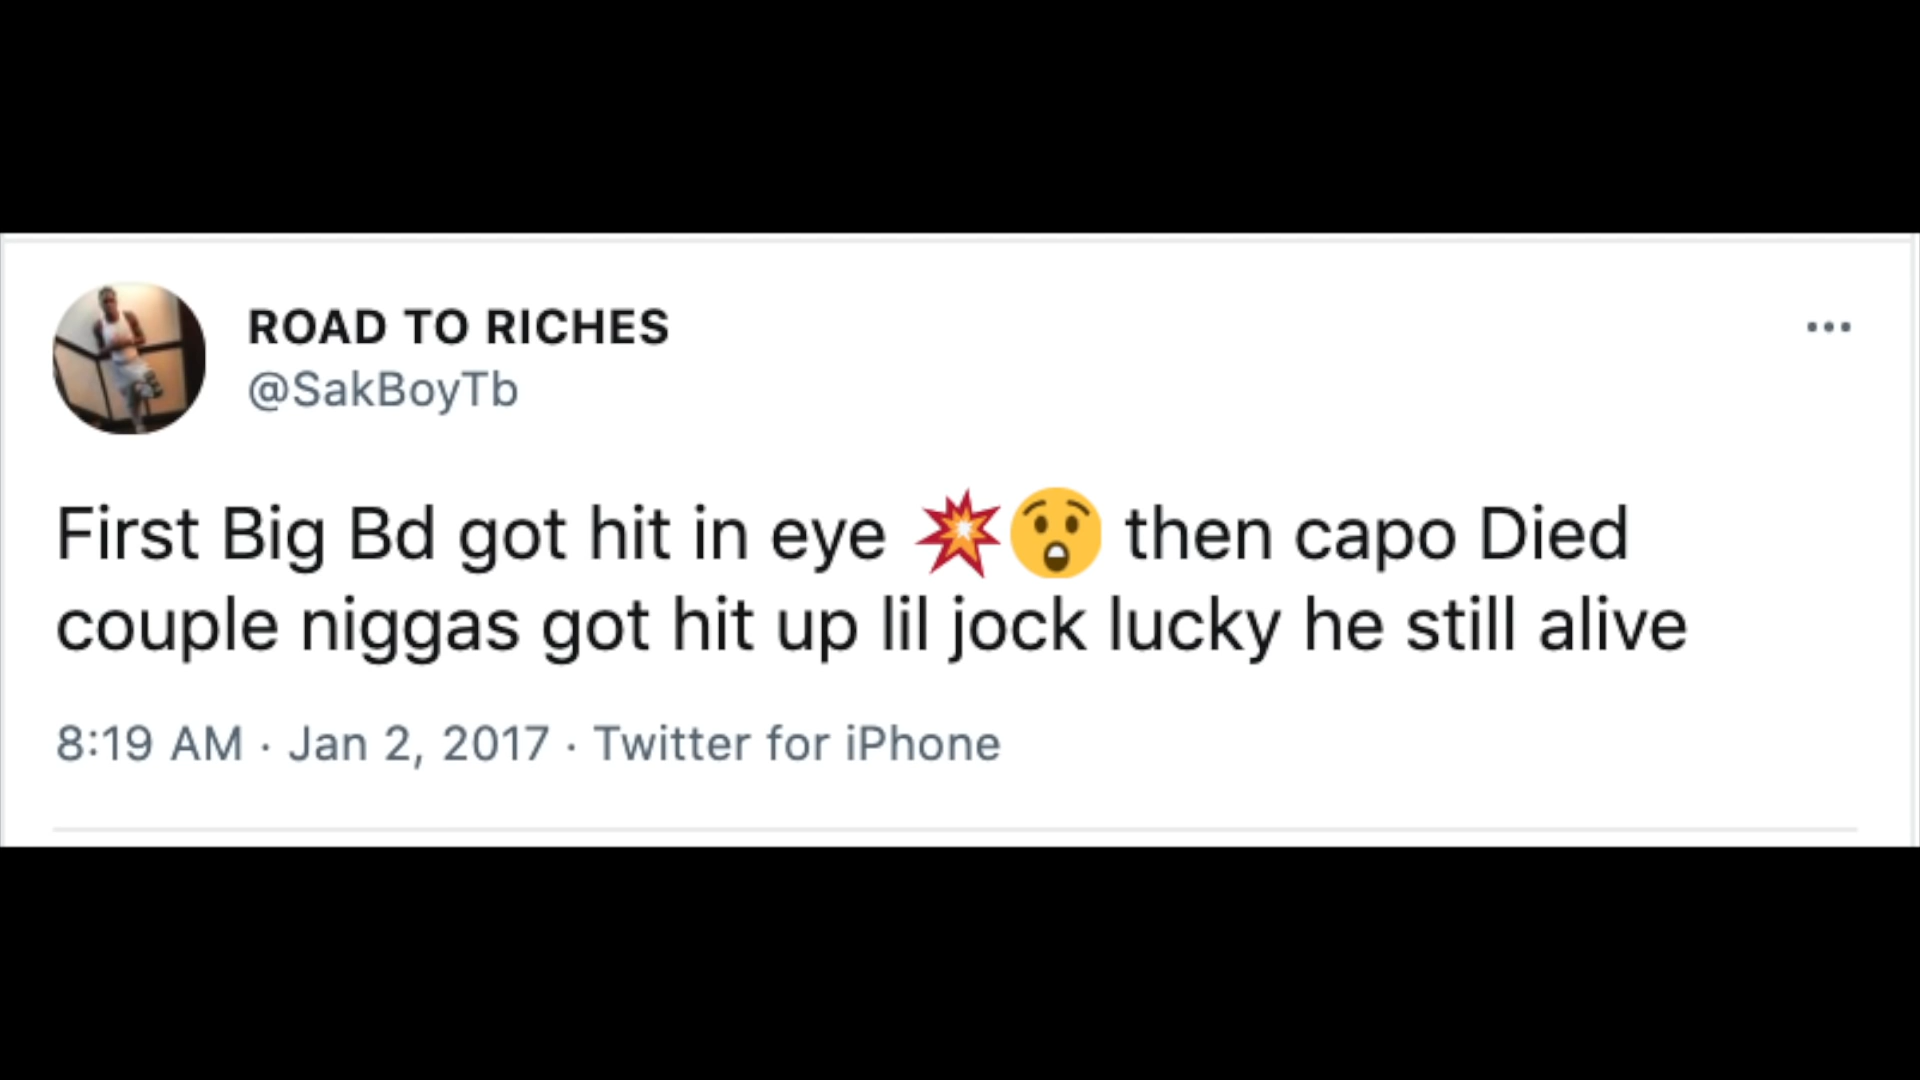 ROAD TO RICHES
@SakBoyTb
First Big Bd got hit in eye 💥😲 then capo Died
couple niggas got hit up lil jock lucky he still alive
8:19 AM · Jan 2, 2017 · Twitter for iPhone